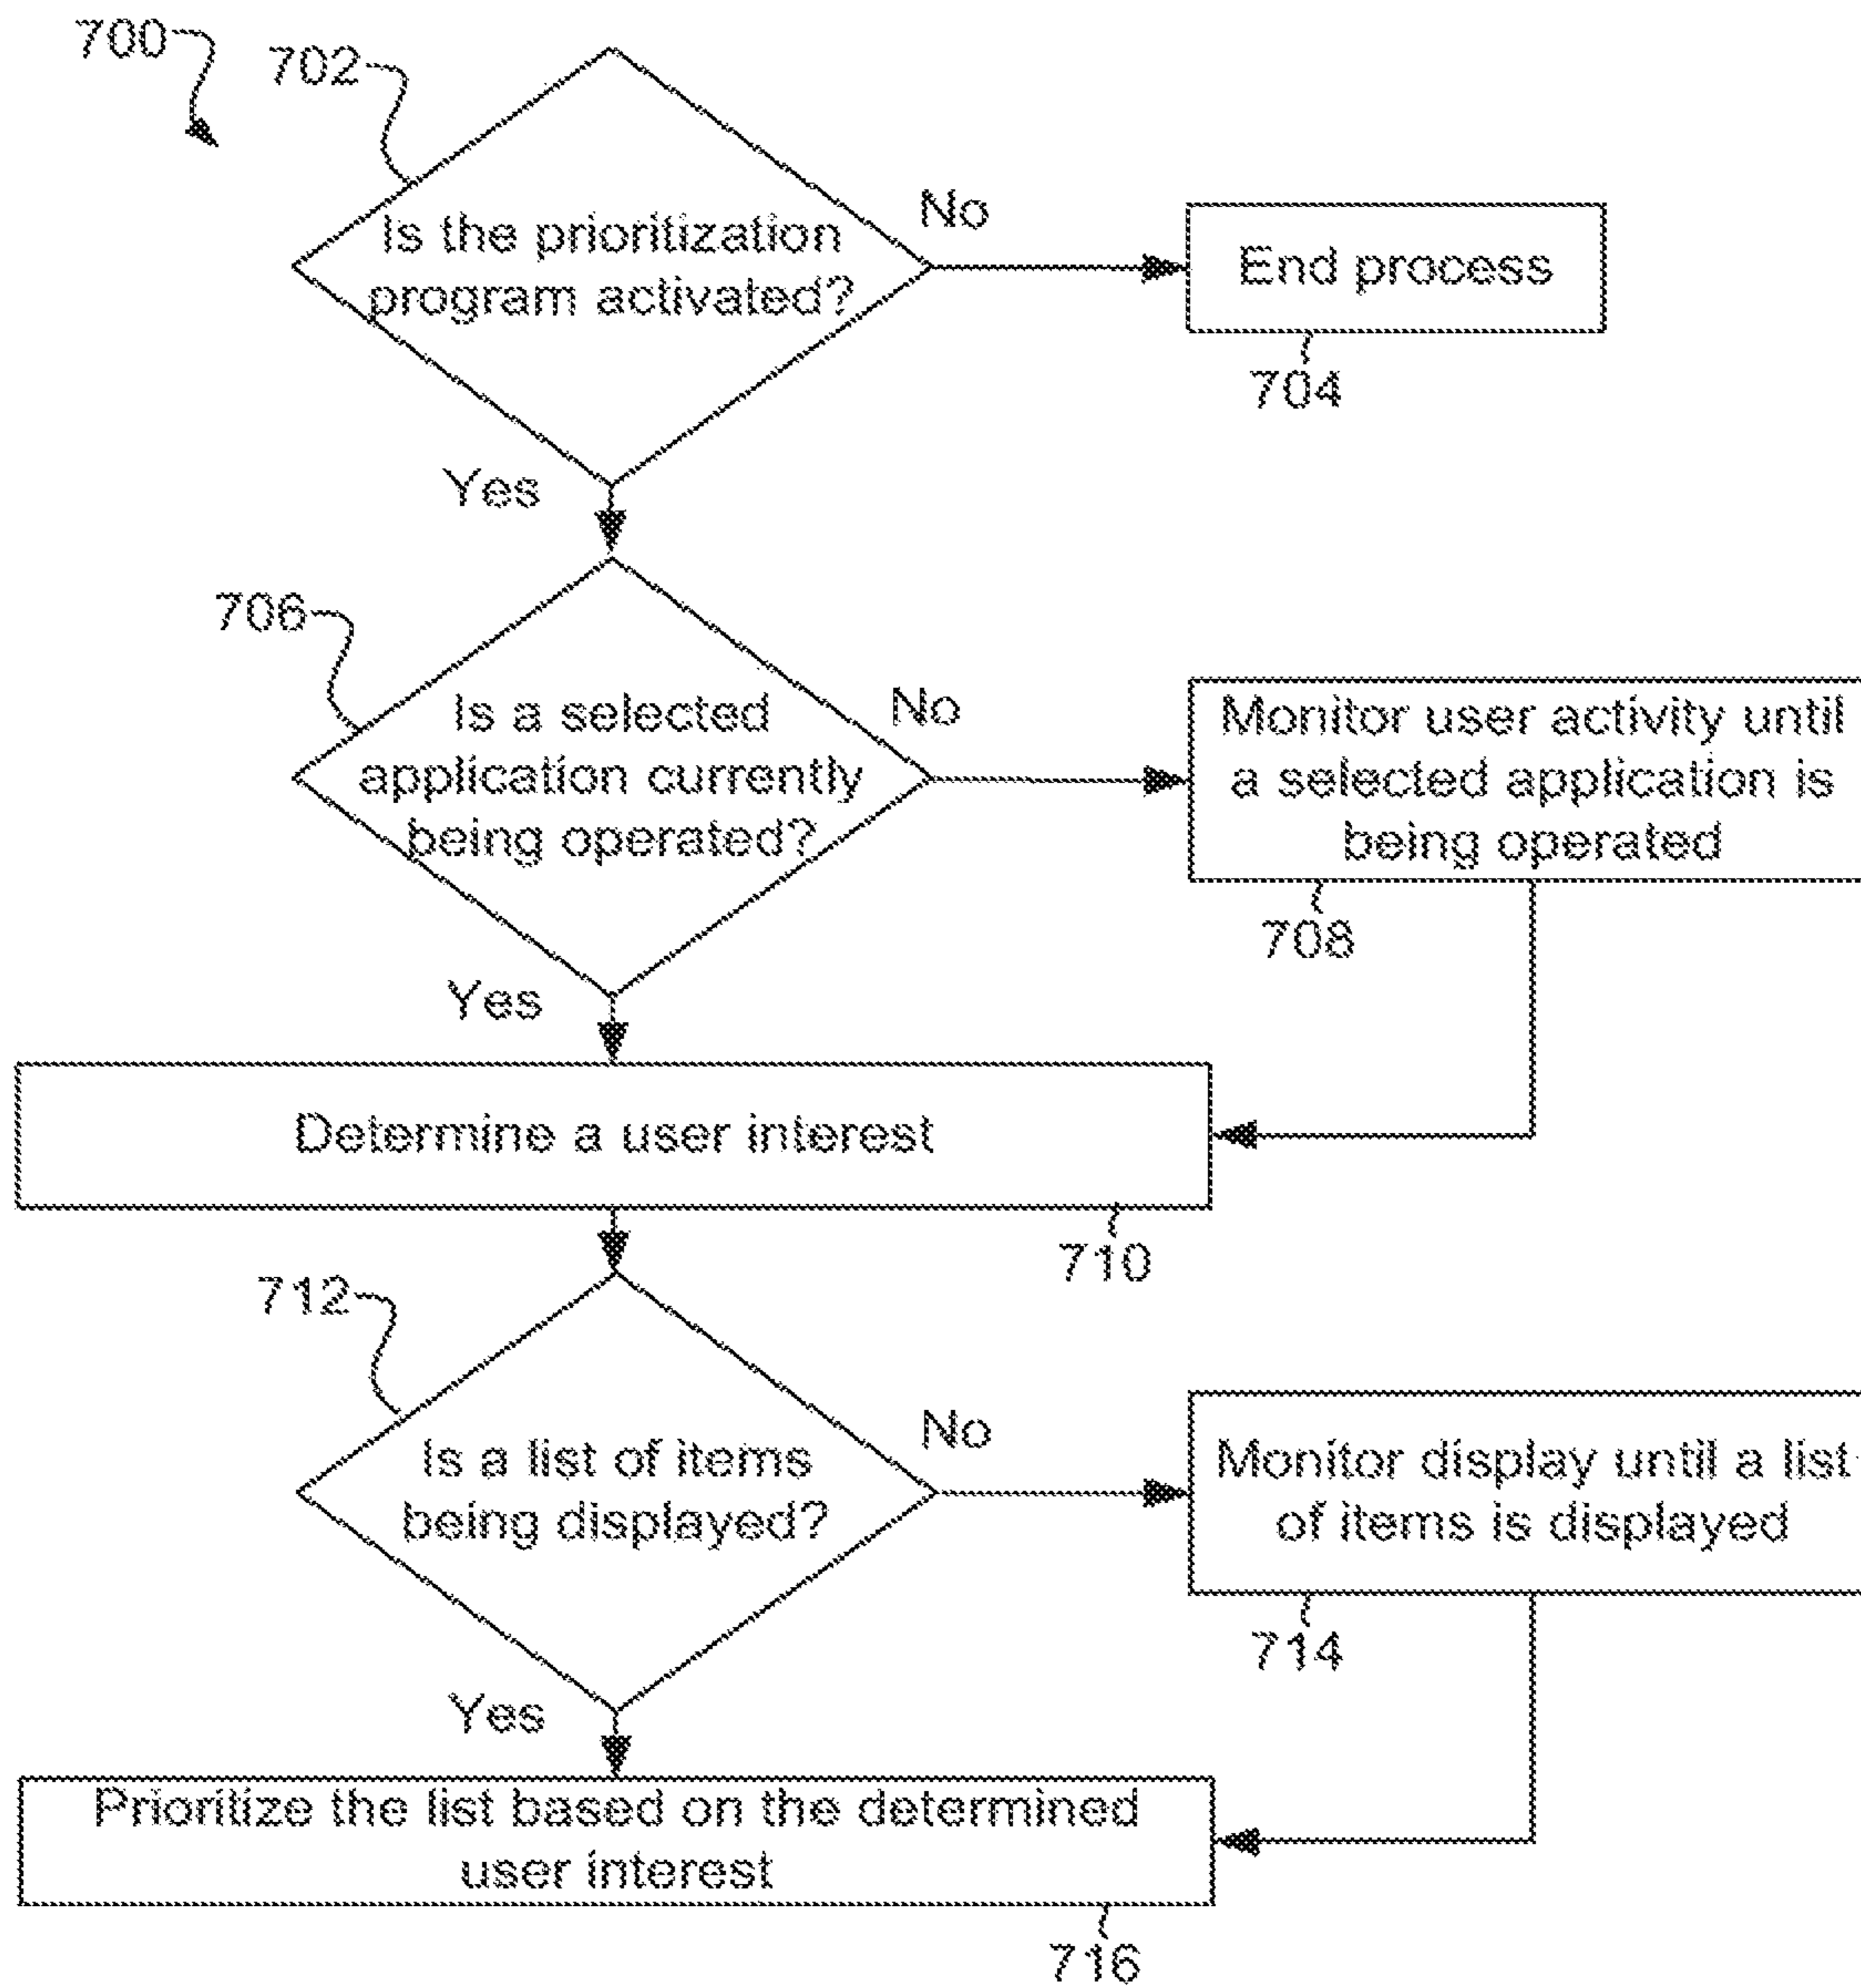 700
702
Is the prioritization
program activated?
No
End process
704
Yes
706
Is a selected
application currently
being operated?
No
Monitor user activity until
a selected application is
being operated
708
Yes
Determine a user interest
710
712
Is a list of items
being displayed?
No
Monitor display until a list
of items is displayed
714
Yes
Prioritize the list based on the determined
user interest
716